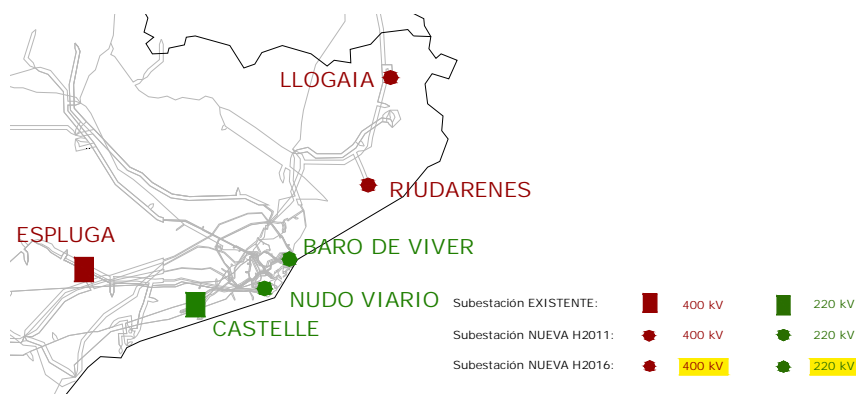 LLOGAIA
RIUDARENES
ESPLUGA
BARO DE VIVER
NUDO VIARIO
CASTELLE
Subestación EXISTENTE: 400 kV 220 kV
Subestación NUEVA H2011: 400 kV 220 kV
Subestación NUEVA H2016: 400 kV 220 kV